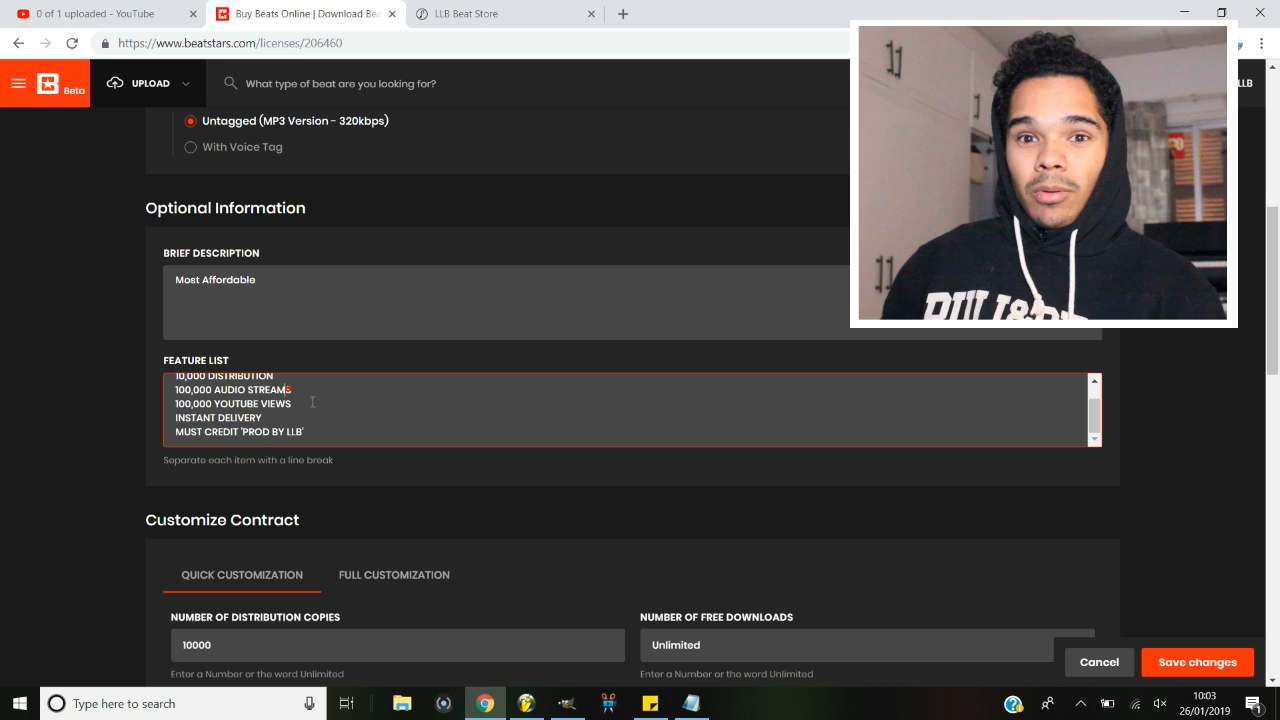 0 of 1 uploaded - YouTube
Buy Beats Online | Download Bea
LLB Beat Store
https://www.beatstars.com/licenses/206460
Beta
UPLOAD
What type of beat are you looking for?
LLB
Untagged (MP3 Version - 320kbps)
With Voice Tag
Optional Information
BRIEF DESCRIPTION
Most Affordable
FEATURE LIST
10,000 DISTRIBUTION
100,000 AUDIO STREAMS
100,000 YOUTUBE VIEWS
INSTANT DELIVERY
MUST CREDIT 'PROD BY LLB'
Separate each item with a line break
Customize Contract
QUICK CUSTOMIZATION
FULL CUSTOMIZATION
NUMBER OF DISTRIBUTION COPIES
NUMBER OF FREE DOWNLOADS
10000
Unlimited
Enter a Number or the word Unlimited
Enter a Number or the word Unlimited
Cancel
Save changes
Type here to search
10:03
26/01/2019